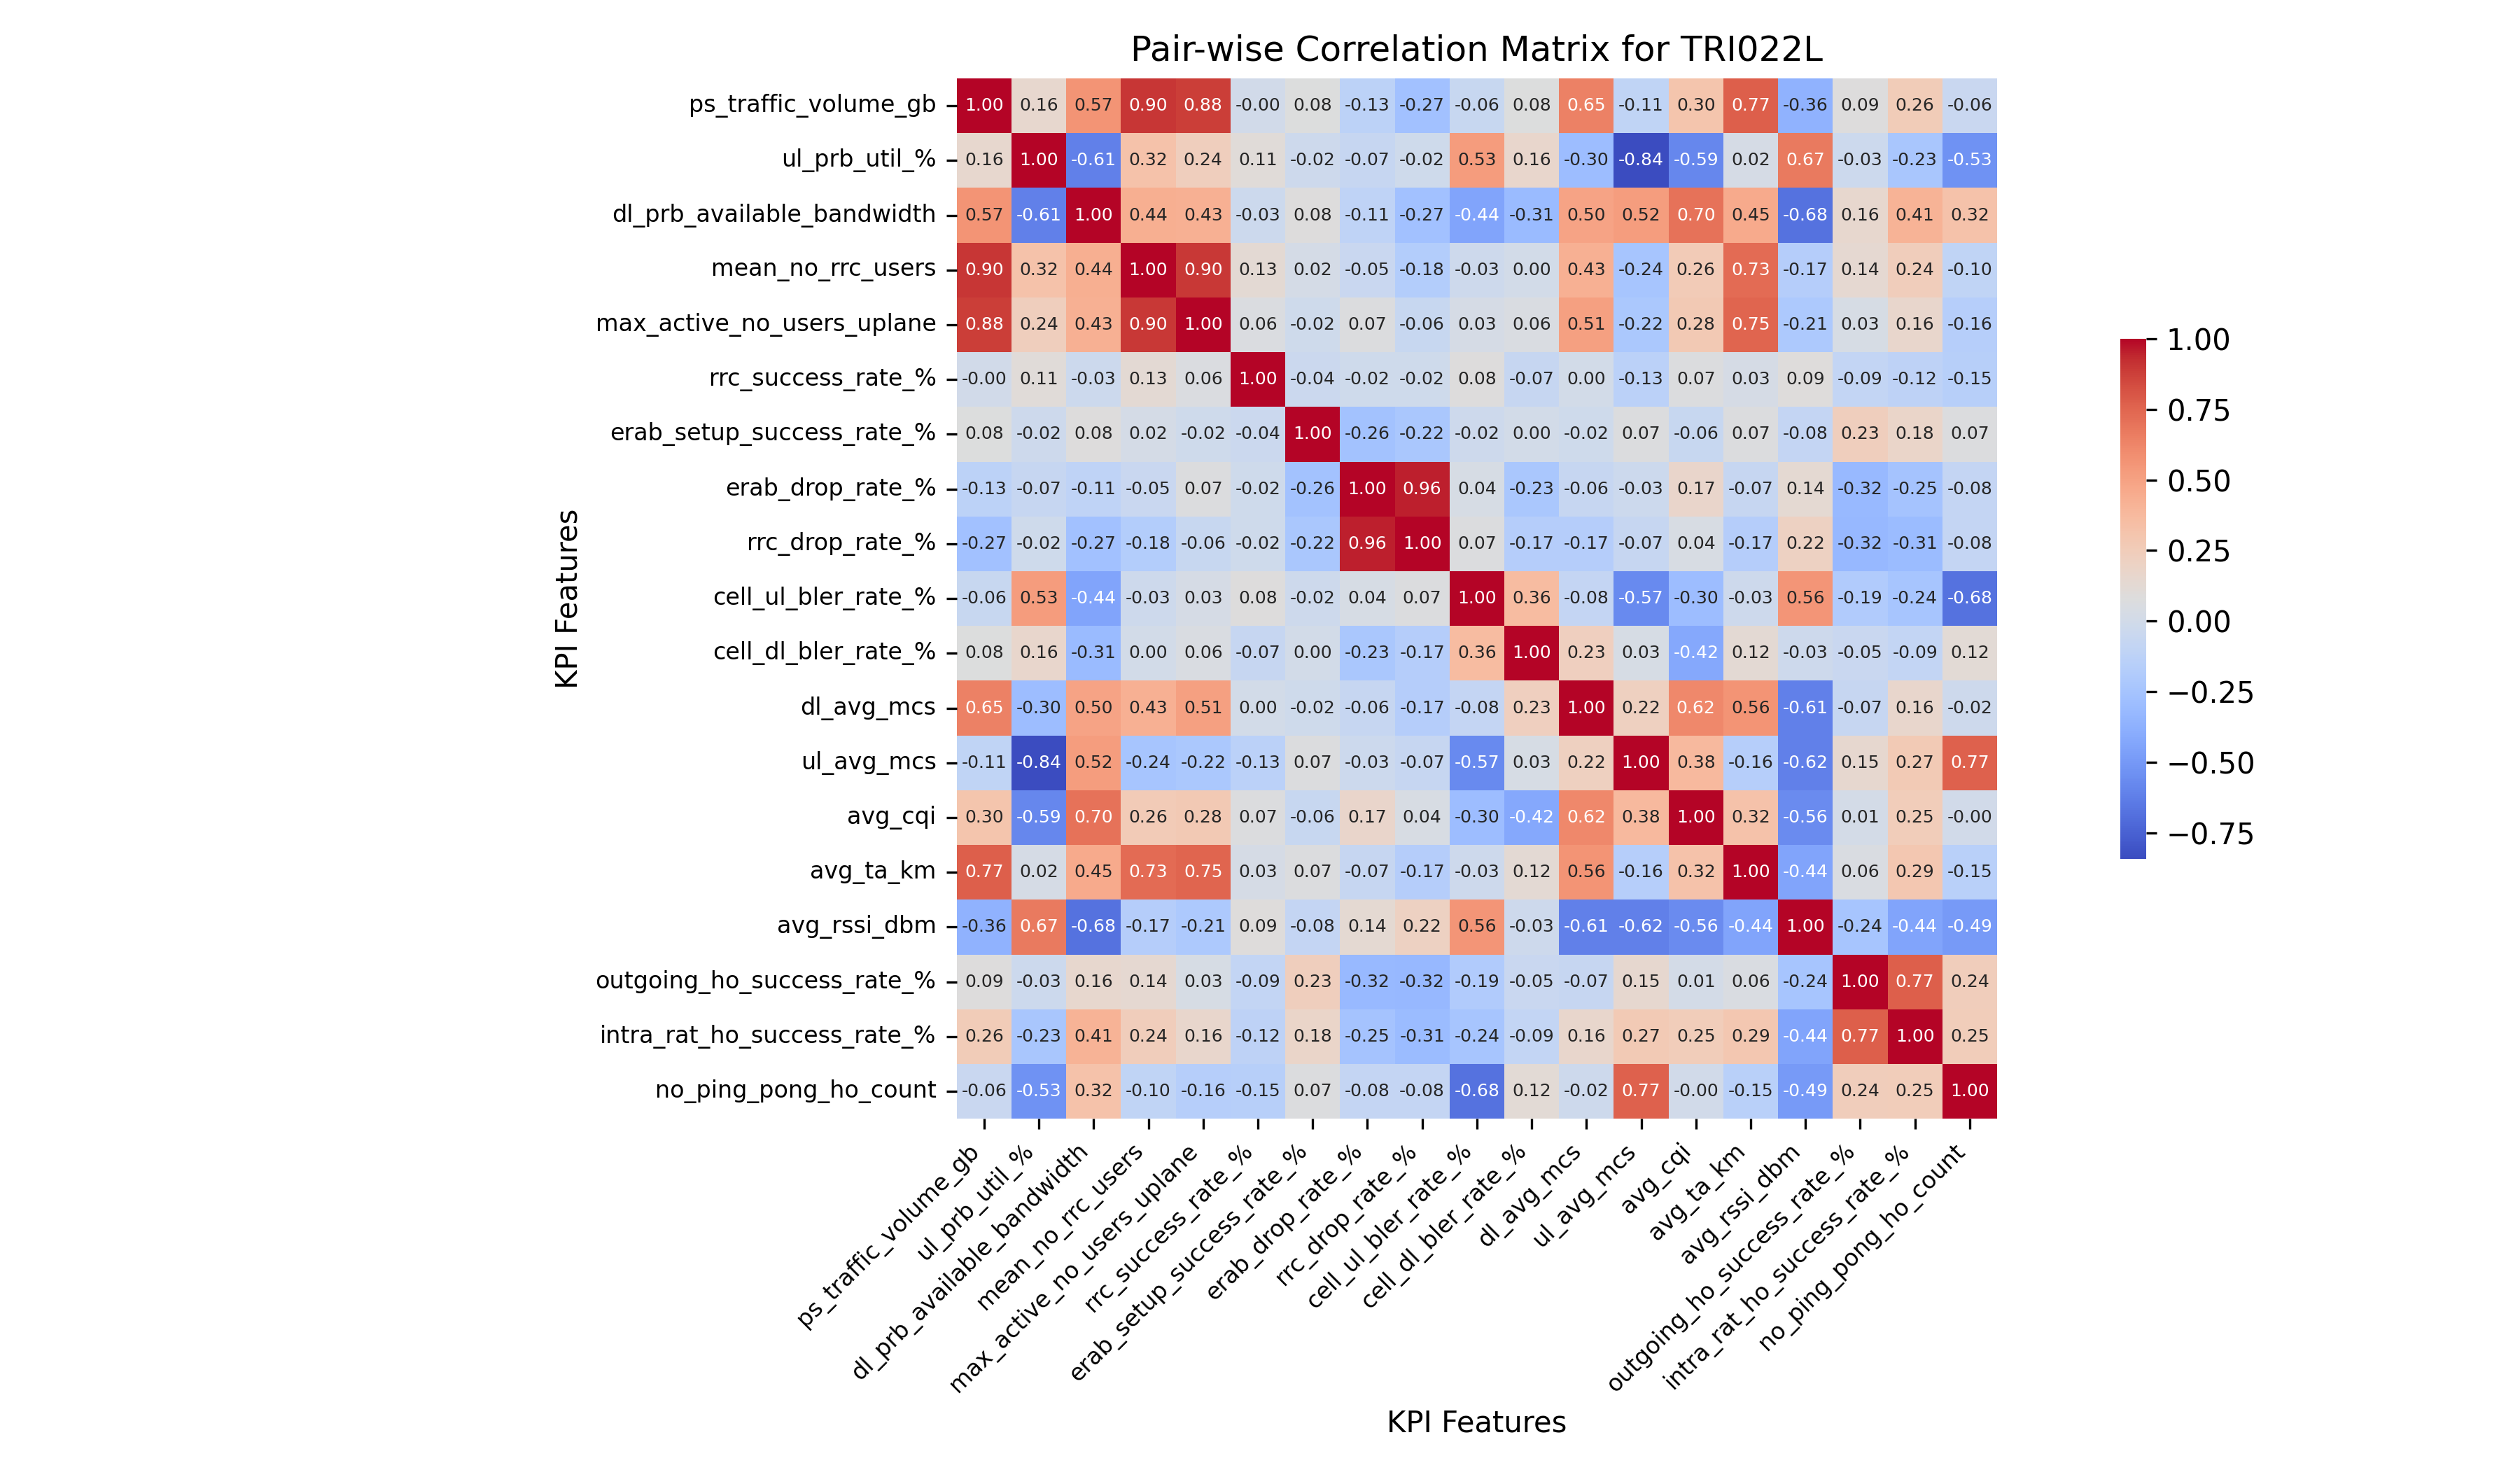 Pair-wise Correlation Matrix for TRI022L
KPI Features
ps_traffic_volume_gb 1.00 0.16 0.57 0.90 0.88 -0.00 0.08 -0.13 -0.27 -0.06 0.08 0.65 -0.11 0.30 0.77 -0.36 0.09 0.26 -0.06
ul_prb_util_% 0.16 1.00 -0.61 0.32 0.24 0.11 -0.02 -0.07 -0.02 0.53 0.16 -0.30 -0.84 -0.59 0.02 0.67 -0.03 -0.23 -0.53
dl_prb_available_bandwidth 0.57 -0.61 1.00 0.44 0.43 -0.03 0.08 -0.11 -0.27 -0.44 -0.31 0.50 0.52 0.70 0.45 -0.68 0.16 0.41 0.32
mean_no_rrc_users 0.90 0.32 0.44 1.00 0.90 0.13 0.02 -0.05 -0.18 -0.03 0.00 0.43 -0.24 0.26 0.73 -0.17 0.14 0.24 -0.10
max_active_no_users_uplane 0.88 0.24 0.43 0.90 1.00 0.06 -0.02 0.07 -0.06 0.03 0.06 0.51 -0.22 0.28 0.75 -0.21 0.03 0.16 -0.16
rrc_success_rate_% -0.00 0.11 -0.03 0.13 0.06 1.00 -0.04 -0.02 -0.02 0.08 -0.07 0.00 -0.13 0.07 0.03 0.09 -0.09 -0.12 -0.15
erab_setup_success_rate_% 0.08 -0.02 0.08 0.02 -0.02 -0.04 1.00 -0.26 -0.22 -0.02 0.00 -0.02 0.07 -0.06 0.07 -0.08 0.23 0.18 0.07
erab_drop_rate_% -0.13 -0.07 -0.11 -0.05 0.07 -0.02 -0.26 1.00 0.96 0.04 -0.23 -0.06 -0.03 0.17 -0.07 0.14 -0.32 -0.25 -0.08
rrc_drop_rate_% -0.27 -0.02 -0.27 -0.18 -0.06 -0.02 -0.22 0.96 1.00 0.07 -0.17 -0.17 -0.07 0.04 -0.17 0.22 -0.32 -0.31 -0.08
cell_ul_bler_rate_% -0.06 0.53 -0.44 -0.03 0.03 0.08 -0.02 0.04 0.07 1.00 0.36 -0.08 -0.57 -0.30 -0.03 0.56 -0.19 -0.24 -0.68
cell_dl_bler_rate_% 0.08 0.16 -0.31 0.00 0.06 -0.07 0.00 -0.23 -0.17 0.36 1.00 0.23 0.03 -0.42 0.12 -0.03 -0.05 -0.09 0.12
dl_avg_mcs 0.65 -0.30 0.50 0.43 0.51 0.00 -0.02 -0.06 -0.17 -0.08 0.23 1.00 0.22 0.62 0.56 -0.61 -0.07 0.16 -0.02
ul_avg_mcs -0.11 -0.84 0.52 -0.24 -0.22 -0.13 0.07 -0.03 -0.07 -0.57 0.03 0.22 1.00 0.38 -0.16 -0.62 0.15 0.27 0.77
avg_cqi 0.30 -0.59 0.70 0.26 0.28 0.07 -0.06 0.17 0.04 -0.30 -0.42 0.62 0.38 1.00 0.32 -0.56 0.01 0.25 -0.00
avg_ta_km 0.77 0.02 0.45 0.73 0.75 0.03 0.07 -0.07 -0.17 -0.03 0.12 0.56 -0.16 0.32 1.00 -0.44 0.06 0.29 -0.15
avg_rssi_dbm -0.36 0.67 -0.68 -0.17 -0.21 0.09 -0.08 0.14 0.22 0.56 -0.03 -0.61 -0.62 -0.56 -0.44 1.00 -0.24 -0.44 -0.49
outgoing_ho_success_rate_% 0.09 -0.03 0.16 0.14 0.03 -0.09 0.23 -0.32 -0.32 -0.19 -0.05 -0.07 0.15 0.01 0.06 -0.24 1.00 0.77 0.24
intra_rat_ho_success_rate_% 0.26 -0.23 0.41 0.24 0.16 -0.12 0.18 -0.25 -0.31 -0.24 -0.09 0.16 0.27 0.25 0.29 -0.44 0.77 1.00 0.25
no_ping_pong_ho_count -0.06 -0.53 0.32 -0.10 -0.16 -0.15 0.07 -0.08 -0.08 -0.68 0.12 -0.02 0.77 -0.00 -0.15 -0.49 0.24 0.25 1.00
ps_traffic_volume_gb
ul_prb_util_%
dl_prb_available_bandwidth
mean_no_rrc_users
max_active_no_users_uplane
rrc_success_rate_%
erab_setup_success_rate_%
erab_drop_rate_%
rrc_drop_rate_%
cell_ul_bler_rate_%
cell_dl_bler_rate_%
dl_avg_mcs
ul_avg_mcs
avg_cqi
avg_ta_km
avg_rssi_dbm
outgoing_ho_success_rate_%
intra_rat_ho_success_rate_%
no_ping_pong_ho_count
KPI Features
1.00
0.75
0.50
0.25
0.00
−0.25
−0.50
−0.75